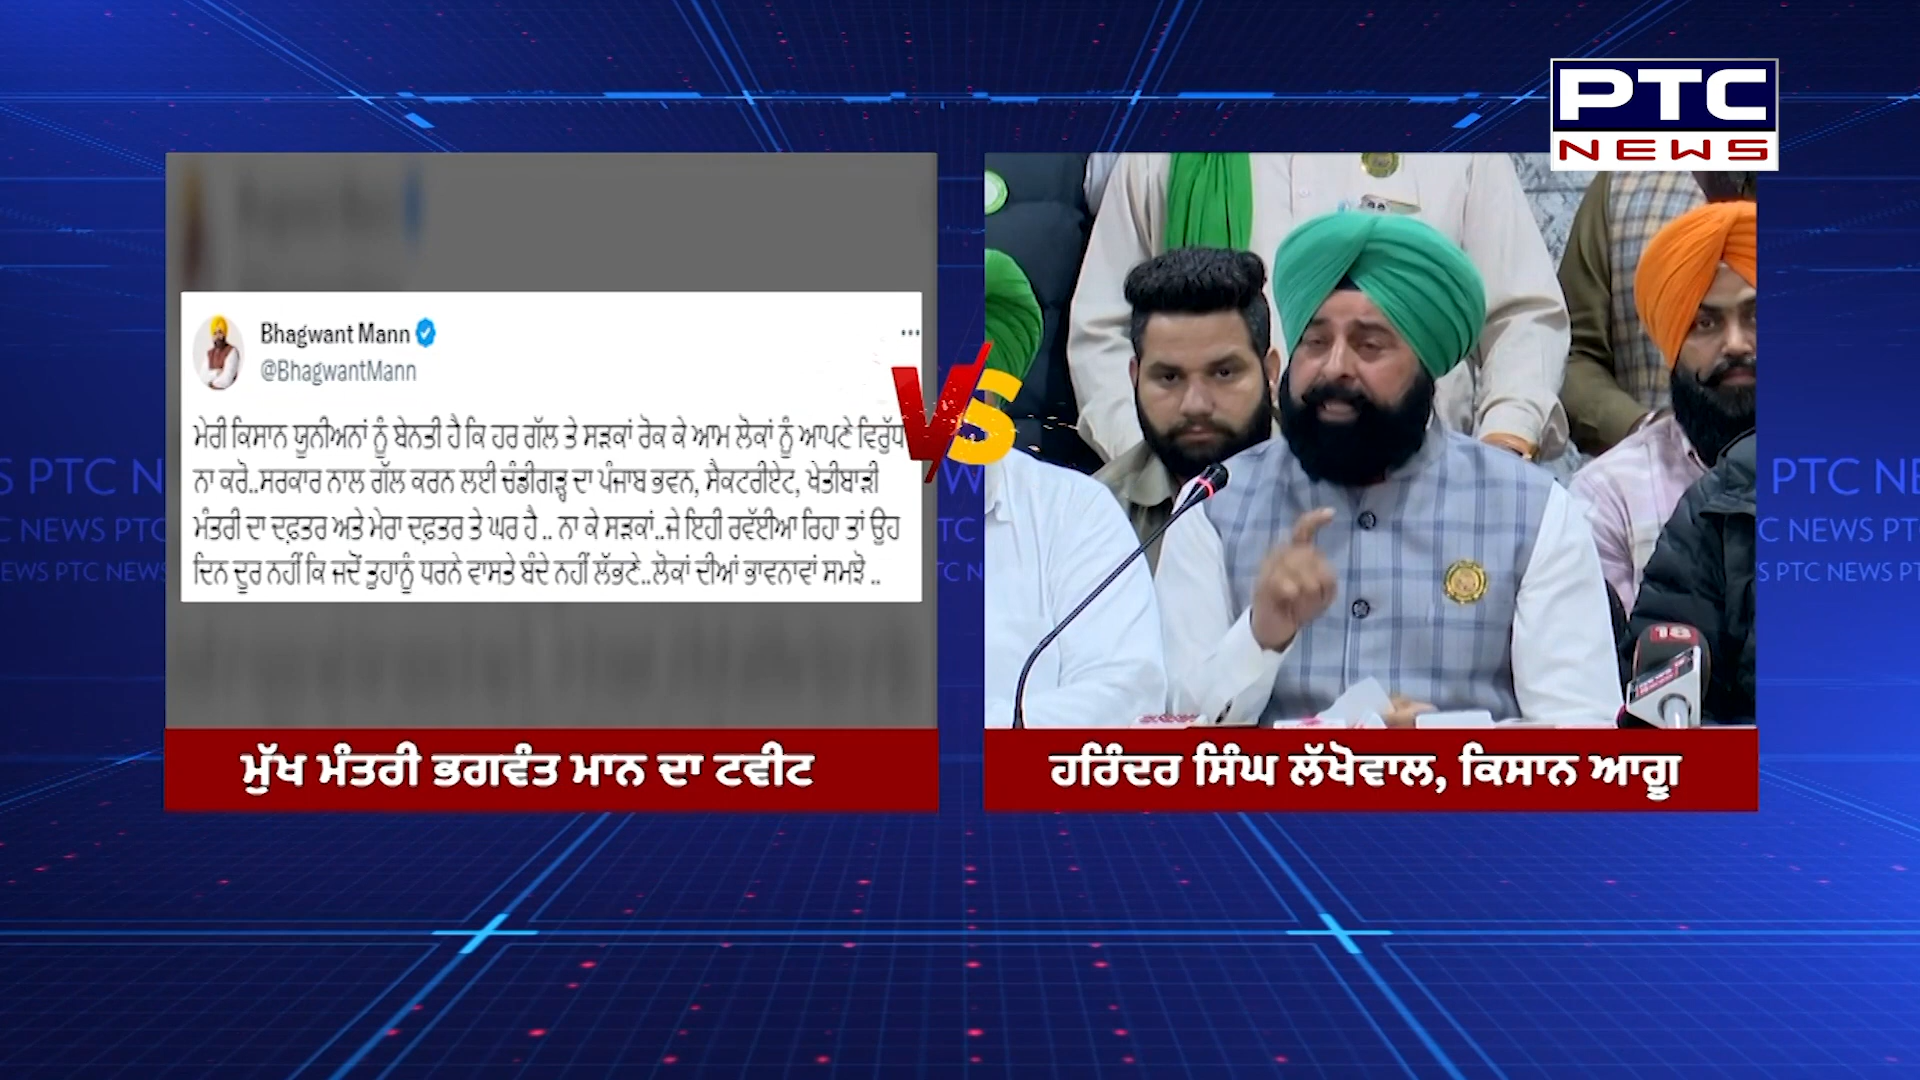 PTC
NEWS
Bhagwant Mann
@BhagwantMann
ਮੇਰੀ ਕਿਸਾਨ ਯੂਨੀਅਨਾਂ ਨੂੰ ਬੇਨਤੀ ਹੈ ਕਿ ਹਰ ਗੱਲ ਤੇ ਸੜਕਾਂ ਰੋਕ ਕੇ ਆਮ ਲੋਕਾਂ ਨੂੰ ਆਪਣੇ ਵਿਰੁੱਧ
ਨਾ ਕਰੋ..ਸਰਕਾਰ ਨਾਲ ਗੱਲ ਕਰਨ ਲਈ ਚੰਡੀਗੜ੍ਹ ਦਾ ਪੰਜਾਬ ਭਵਨ, ਸੈਕਟਰੀਏਟ, ਖੇਤੀਬਾੜੀ
ਮੰਤਰੀ ਦਾ ਦਫ਼ਤਰ ਅਤੇ ਮੇਰਾ ਦਫ਼ਤਰ ਤੇ ਘਰ ਹੈ .. ਨਾ ਕੇ ਸੜਕਾਂ..ਜੇ ਇਹੀ ਰਵੱਈਆ ਰਿਹਾ ਤਾਂ ਉਹ
ਦਿਨ ਦੂਰ ਨਹੀਂ ਕਿ ਜਦੋਂ ਤੁਹਾਨੂੰ ਧਰਨੇ ਵਾਸਤੇ ਬੰਦੇ ਨਹੀਂ ਲੱਭਣੇ..ਲੋਕਾਂ ਦੀਆਂ ਭਾਵਨਾਵਾਂ ਸਮਝੋ ..
VS
18
ਮੁੱਖ ਮੰਤਰੀ ਭਗਵੰਤ ਮਾਨ ਦਾ ਟਵੀਟ
ਹਰਿੰਦਰ ਸਿੰਘ ਲੱਖੋਵਾਲ, ਕਿਸਾਨ ਆਗੂ